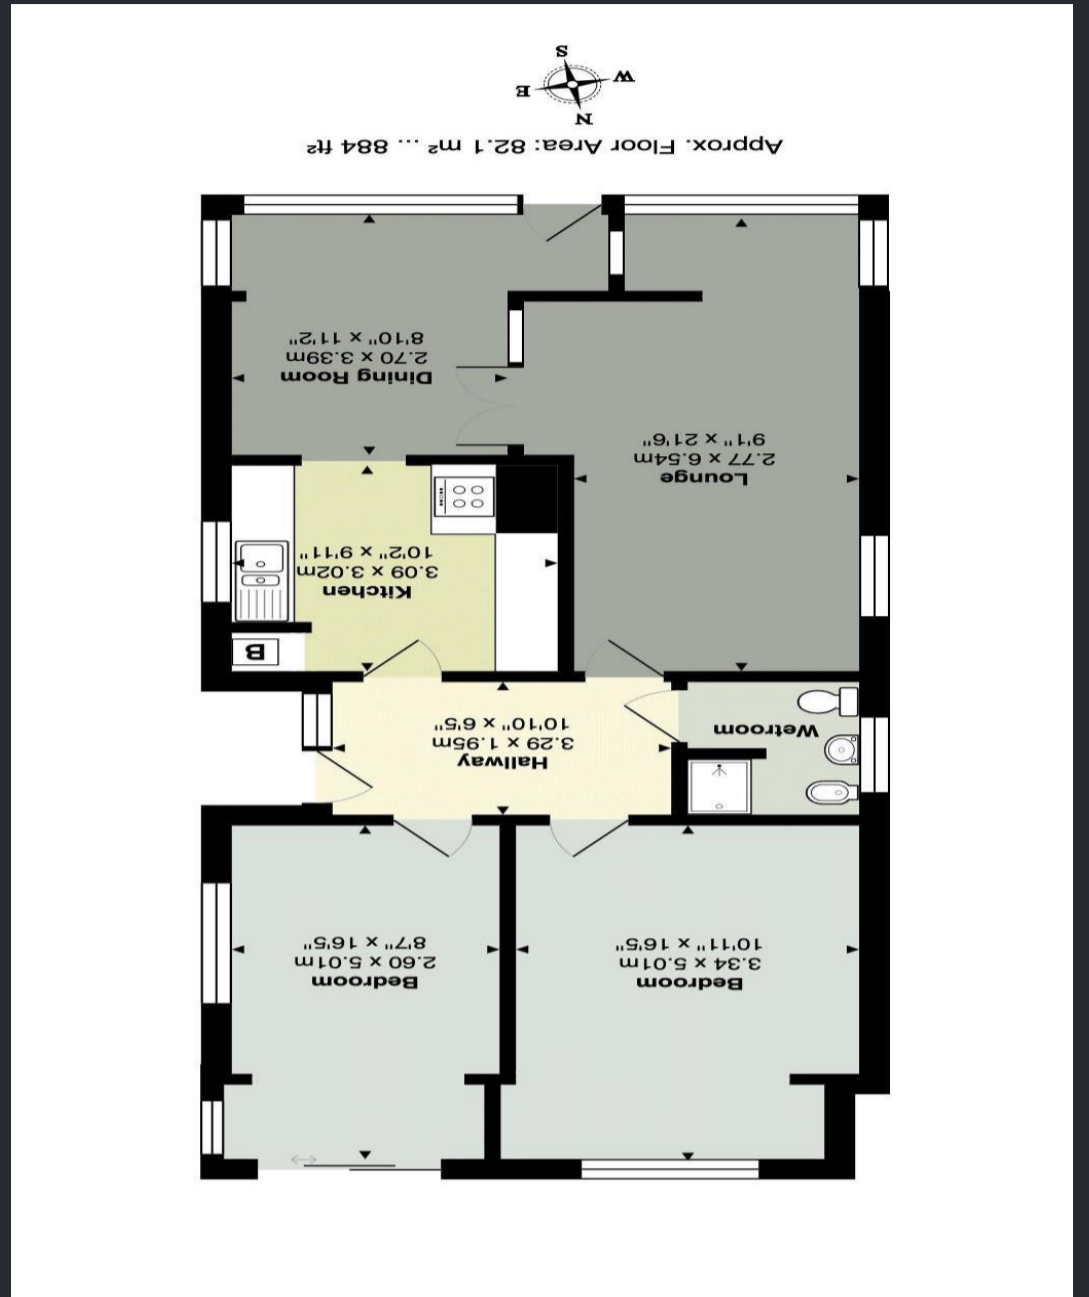 Bedroom
3.34 x 5.01m
10'11" x 16'5"
Bedroom
2.60 x 5.01m
8'7" x 16'5"
Wetroom
Hallway
3.29 x 1.95m
10'10" x 6'5"
B
Kitchen
3.09 x 3.02m
10'2" x 9'11"
Lounge
2.77 x 6.54m
9'1" x 21'6"
Dining Room
2.70 x 3.39m
8'10" x 11'2"
Approx. Floor Area: 82.1 m² ... 884 ft²
N
W
E
S